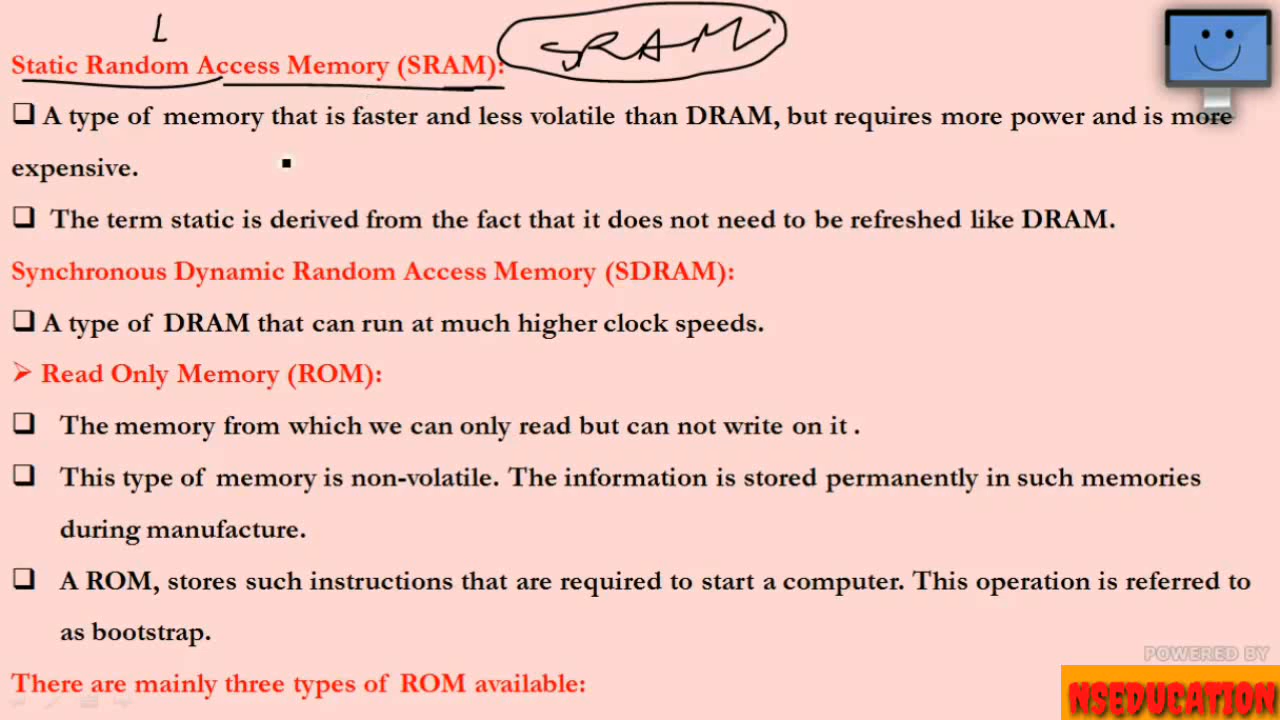 L
SRAM
Static Random Access Memory (SRAM):
❑ A type of memory that is faster and less volatile than DRAM, but requires more power and is more
expensive.
❑ The term static is derived from the fact that it does not need to be refreshed like DRAM.
Synchronous Dynamic Random Access Memory (SDRAM):
❑ A type of DRAM that can run at much higher clock speeds.
➢ Read Only Memory (ROM):
❑ The memory from which we can only read but can not write on it .
❑ This type of memory is non-volatile. The information is stored permanently in such memories
during manufacture.
❑ A ROM, stores such instructions that are required to start a computer. This operation is referred to
as bootstrap.
POWERED BY
There are mainly three types of ROM available:
NSEDUCATION